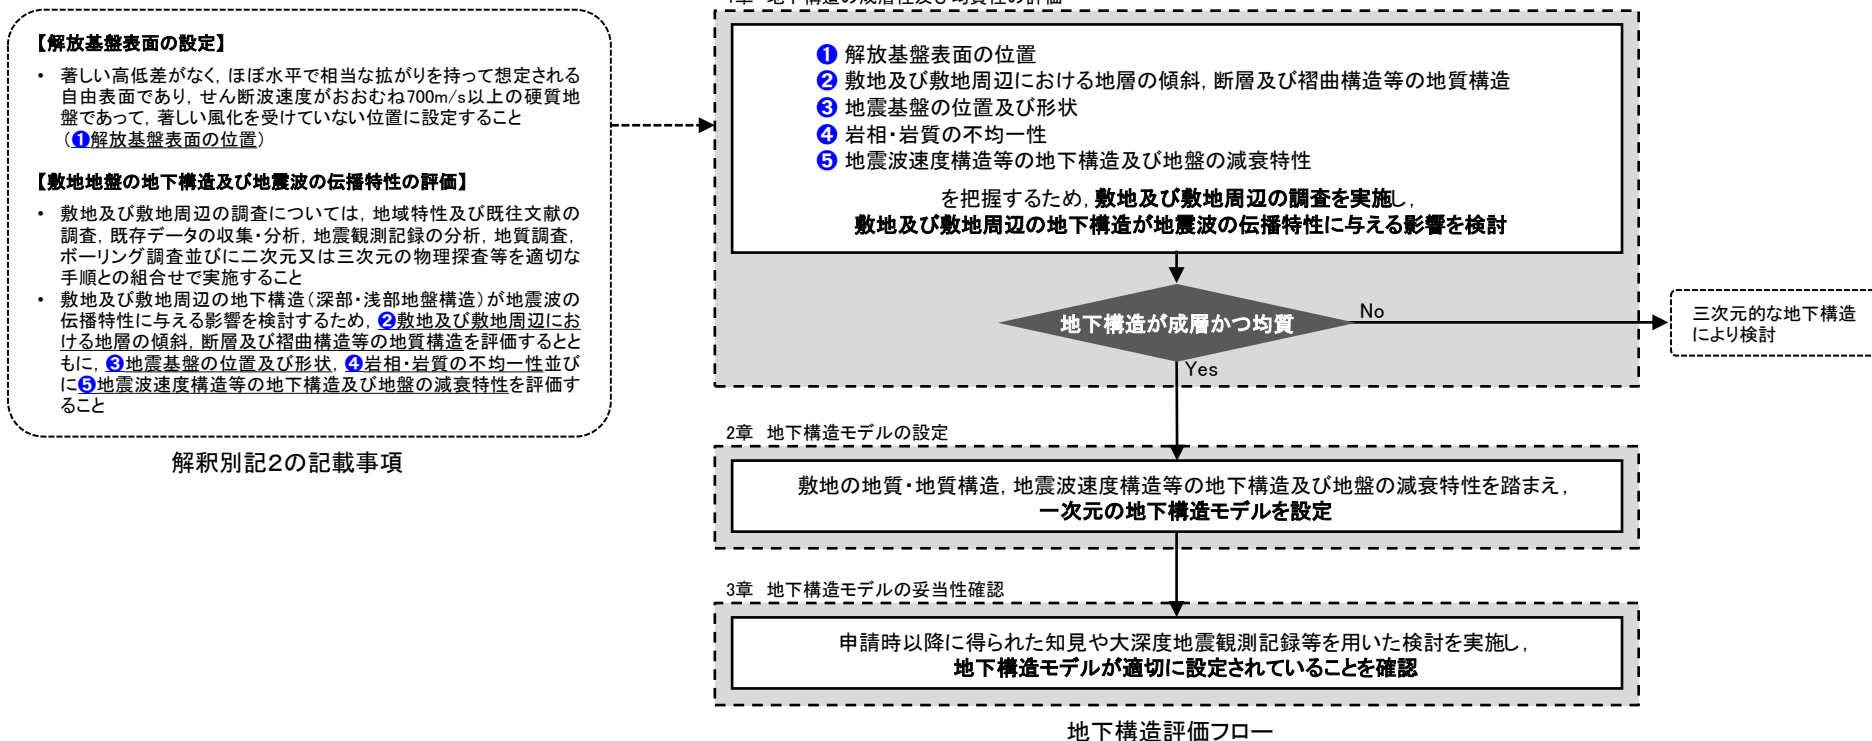 【解放基盤表面の設定】
・ 著しい高低差がなく，ほぼ水平で相当な拡がりを持って想定される
自由表面であり，せん断波速度がおおむね700m/s以上の硬質地
盤であって，著しい風化を受けていない位置に設定すること
（❶解放基盤表面の位置）
【敷地地盤の地下構造及び地震波の伝播特性の評価】
・ 敷地及び敷地周辺の調査については，地域特性及び既往文献の
調査，既存データの収集・分析，地震観測記録の分析，地質調査，
ボーリング調査並びに二次元又は三次元の物理探査等を適切な
手順との組合せで実施すること
・ 敷地及び敷地周辺の地下構造（深部・浅部地盤構造）が地震波の
伝播特性に与える影響を検討するため，❷敷地及び敷地周辺にお
ける地層の傾斜，断層及び褶曲構造等の地質構造を評価するとと
もに，❸地震基盤の位置及び形状，❹岩相・岩質の不均一性並び
に❺地震波速度構造等の地下構造及び地盤の減衰特性を評価す
ること
解釈別記２の記載事項
1章 地下構造の成層性及び均質性の評価
❶ 解放基盤表面の位置
❷ 敷地及び敷地周辺における地層の傾斜，断層及び褶曲構造等の地質構造
❸ 地震基盤の位置及び形状
❹ 岩相・岩質の不均一性
❺ 地震波速度構造等の地下構造及び地盤の減衰特性
を把握するため，敷地及び敷地周辺の調査を実施し，
敷地及び敷地周辺の地下構造が地震波の伝播特性に与える影響を検討
地下構造が成層かつ均質
No
三次元的な地下構造
により検討
Yes
2章 地下構造モデルの設定
敷地の地質・地質構造，地震波速度構造等の地下構造及び地盤の減衰特性を踏まえ，
一次元の地下構造モデルを設定
3章 地下構造モデルの妥当性確認
申請時以降に得られた知見や大深度地震観測記録等を用いた検討を実施し，
地下構造モデルが適切に設定されていることを確認
地下構造評価フロー